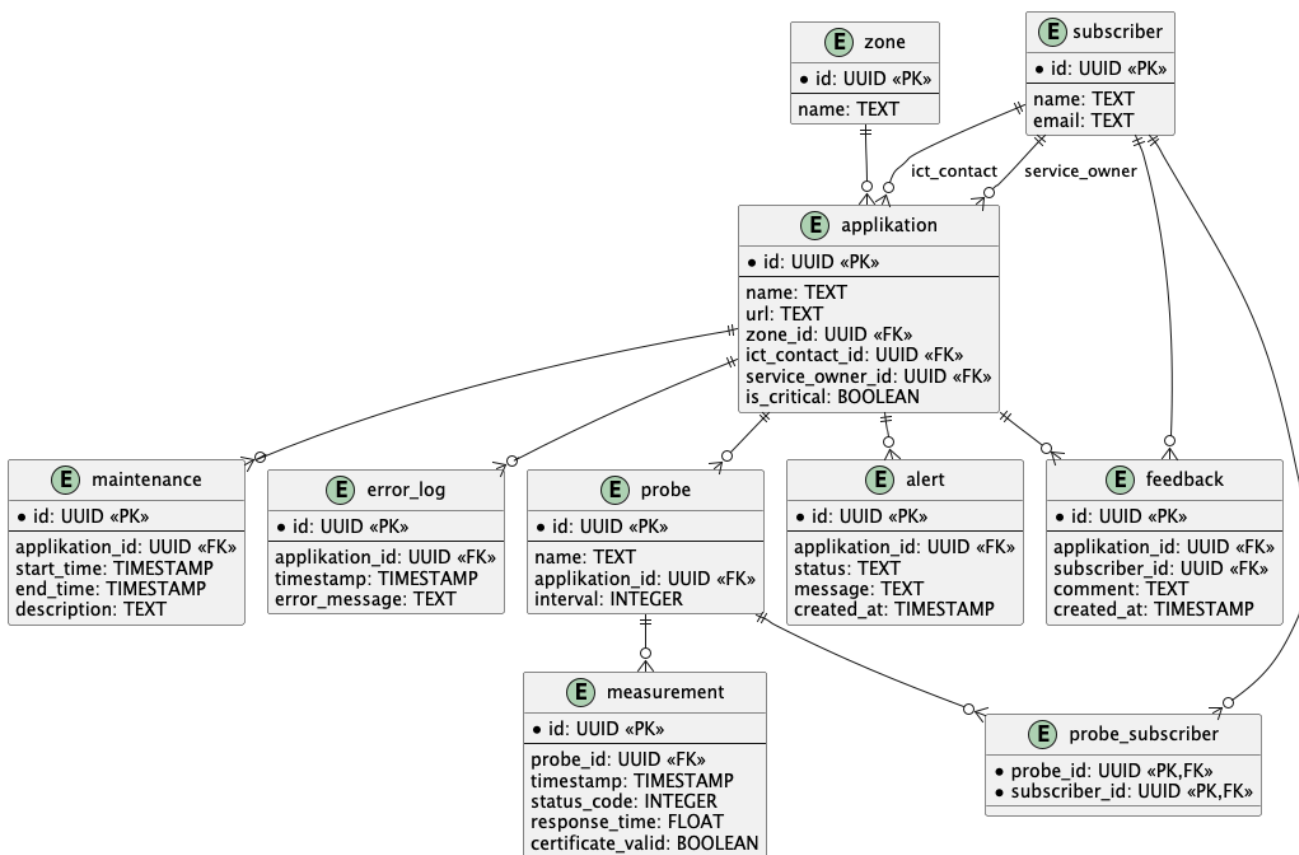 E zone
• id: UUID «PK»
name: TEXT
E subscriber
• id: UUID «PK»
name: TEXT
email: TEXT
ict_contact
service_owner
E applikation
• id: UUID «PK»
name: TEXT
url: TEXT
zone_id: UUID «FK»
ict_contact_id: UUID «FK»
service_owner_id: UUID «FK»
is_critical: BOOLEAN
E maintenance
• id: UUID «PK»
applikation_id: UUID «FK»
start_time: TIMESTAMP
end_time: TIMESTAMP
description: TEXT
E error_log
• id: UUID «PK»
applikation_id: UUID «FK»
timestamp: TIMESTAMP
error_message: TEXT
E probe
• id: UUID «PK»
name: TEXT
applikation_id: UUID «FK»
interval: INTEGER
E alert
• id: UUID «PK»
applikation_id: UUID «FK»
status: TEXT
message: TEXT
created_at: TIMESTAMP
E feedback
• id: UUID «PK»
applikation_id: UUID «FK»
subscriber_id: UUID «FK»
comment: TEXT
created_at: TIMESTAMP
E measurement
• id: UUID «PK»
probe_id: UUID «FK»
timestamp: TIMESTAMP
status_code: INTEGER
response_time: FLOAT
certificate_valid: BOOLEAN
E probe_subscriber
• probe_id: UUID «PK,FK»
• subscriber_id: UUID «PK,FK»